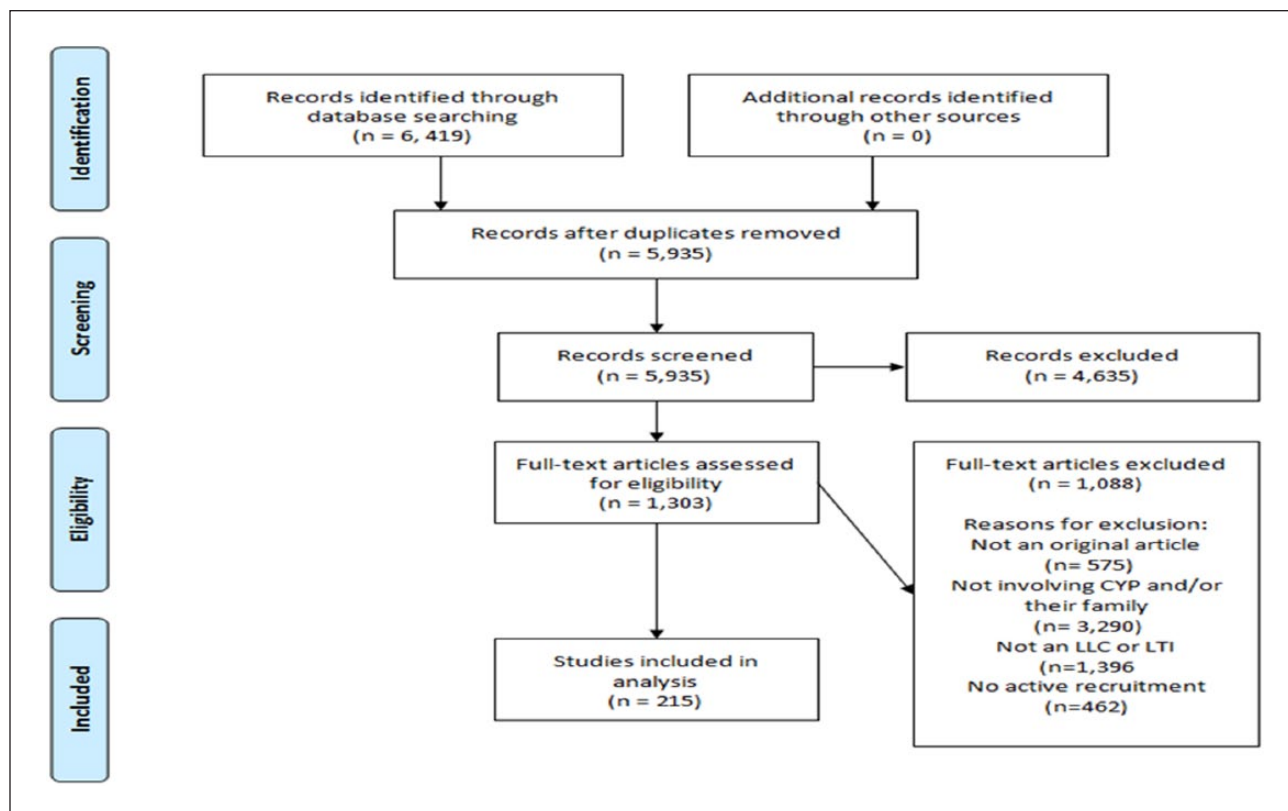 Identification
Records identified through
database searching
(n = 6, 419)
Additional records identified
through other sources
(n = 0)
Records after duplicates removed
(n = 5,935)
Screening
Records screened
(n = 5,935)
Records excluded
(n = 4,635)
Eligibility
Full-text articles assessed
for eligibility
(n = 1,303)
Full-text articles excluded
(n = 1,088)
Reasons for exclusion:
Not an original article
(n= 575)
Not involving CYP and/or
their family
(n= 3,290)
Not an LLC or LTI
(n=1,396
No active recruitment
(n=462)
Included
Studies included in
analysis
(n = 215)